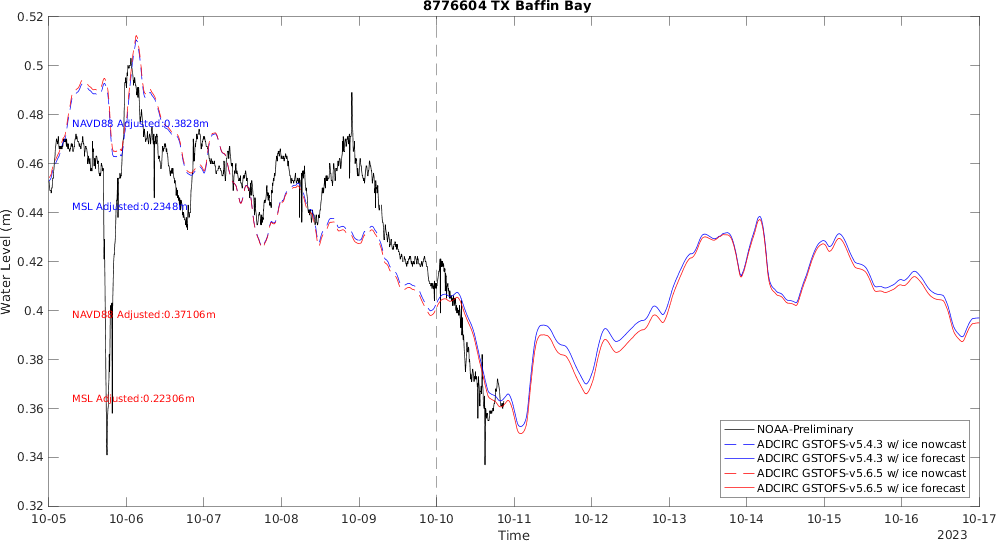 8776604 TX Baffin Bay
Water Level (m)
0.52
0.5
0.48
0.46
0.44
0.42
0.4
0.38
0.36
0.34
0.32
NAVD88 Adjusted:0.3828m
MSL Adjusted:0.2348m
NAVD88 Adjusted:0.37106m
MSL Adjusted:0.22306m
NOAA-Preliminary
ADCIRC GSTOFS-v5.4.3 w/ ice nowcast
ADCIRC GSTOFS-v5.4.3 w/ ice forecast
ADCIRC GSTOFS-v5.6.5 w/ ice nowcast
ADCIRC GSTOFS-v5.6.5 w/ ice forecast
10-05 10-06 10-07 10-08 10-09 10-10 10-11 10-12 10-13 10-14 10-15 10-16 10-17
Time
2023